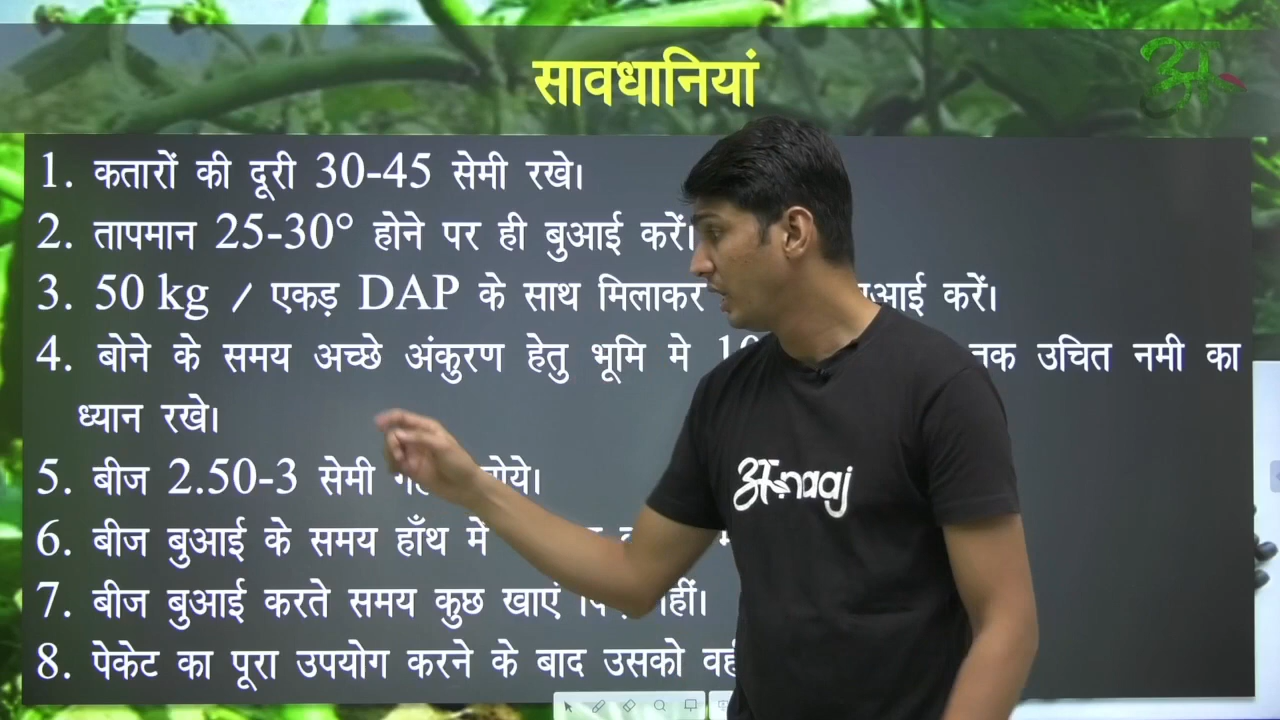 सावधानियां
1. कतारों की दूरी 30-45 सेमी रखे।
2. तापमान 25-30° होने पर ही बुआई करें।
3. 50 kg / एकड़ DAP के साथ मिलाकर करें।
4. बोने के समय अच्छे अंकुरण हेतु भूमि मे तक उचित नमी का
ध्यान रखे।
5. बीज 2.50-3 सेमी
6. बीज बुआई के समय हाँथ में
7. बीज बुआई करते समय कुछ खाएं
8. पेकेट का पूरा उपयोग करने के बाद उसको
अnaaj